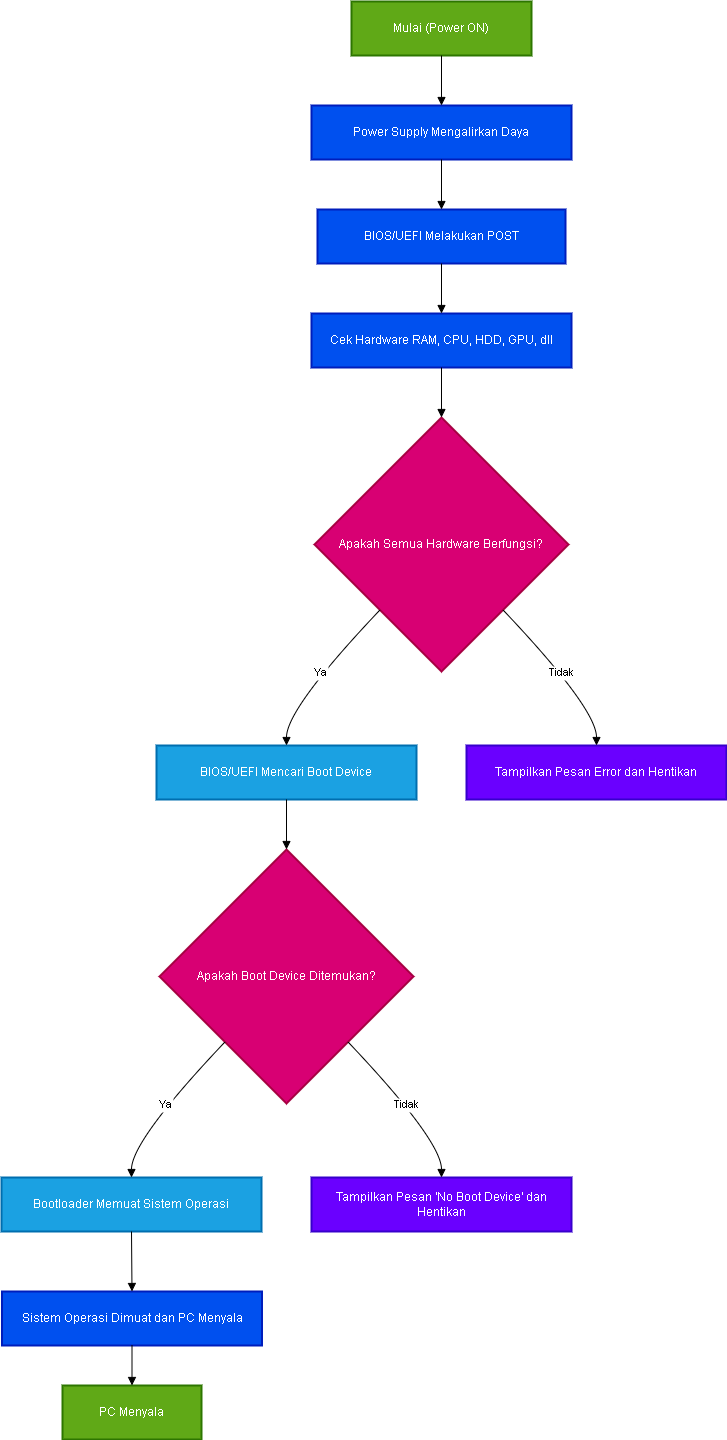 Mulai (Power ON)
Power Supply Mengalirkan Daya
BIOS/UEFI Melakukan POST
Cek Hardware RAM, CPU, HDD, GPU, dll
Apakah Semua Hardware Berfungsi?
Ya
Tidak
BIOS/UEFI Mencari Boot Device
Tampilkan Pesan Error dan Hentikan
Apakah Boot Device Ditemukan?
Ya
Tidak
Bootloader Memuat Sistem Operasi
Tampilkan Pesan 'No Boot Device' dan
Hentikan
Sistem Operasi Dimuat dan PC Menyala
PC Menyala